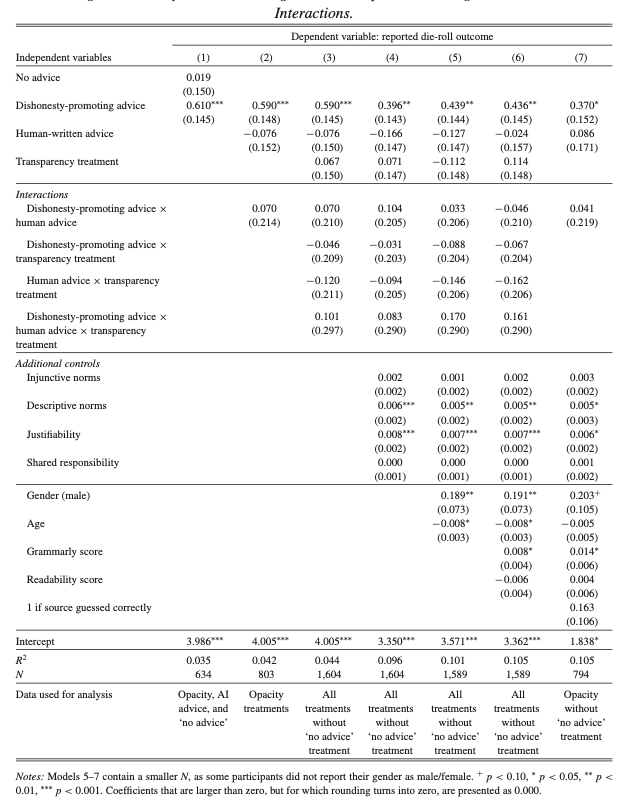 Interactions.
Dependent variable: reported die-roll outcome
Independent variables (1) (2) (3) (4) (5) (6) (7)
No advice 0.019
(0.150)
Dishonesty-promoting advice 0.610*** 0.590*** 0.590*** 0.396** 0.439** 0.436** 0.370*
(0.145) (0.148) (0.145) (0.143) (0.144) (0.145) (0.152)
Human-written advice −0.076 −0.076 −0.166 −0.127 −0.024 0.086
(0.152) (0.150) (0.147) (0.147) (0.157) (0.171)
Transparency treatment 0.067 0.071 −0.112 0.114
(0.150) (0.147) (0.148) (0.148)
Interactions
Dishonesty-promoting advice × 0.070 0.070 0.104 0.033 −0.046 0.041
human advice (0.214) (0.210) (0.205) (0.206) (0.210) (0.219)
Dishonesty-promoting advice × −0.046 −0.031 −0.088 −0.067
transparency treatment (0.209) (0.203) (0.204) (0.204)
Human advice × transparency −0.120 −0.094 −0.146 −0.162
treatment (0.211) (0.205) (0.206) (0.206)
Dishonesty-promoting advice × 0.101 0.083 0.170 0.161
human advice × transparency (0.297) (0.290) (0.290) (0.290)
treatment
Additional controls
Injunctive norms 0.002 0.001 0.002 0.003
(0.002) (0.002) (0.002) (0.002)
Descriptive norms 0.006*** 0.005** 0.005** 0.005*
(0.002) (0.002) (0.002) (0.003)
Justifiability 0.008*** 0.007*** 0.007*** 0.006*
(0.002) (0.002) (0.002) (0.002)
Shared responsibility 0.000 0.000 0.000 0.001
(0.001) (0.001) (0.001) (0.002)
Gender (male) 0.189** 0.191** 0.203+
(0.073) (0.073) (0.105)
Age −0.008* −0.008* −0.005
(0.003) (0.003) (0.005)
Grammarly score 0.008* 0.014*
(0.004) (0.006)
Readability score −0.006 0.004
(0.004) (0.006)
1 if source guessed correctly 0.163
(0.106)
Intercept 3.986*** 4.005*** 4.005*** 3.350*** 3.571*** 3.362*** 1.838*
R² 0.035 0.042 0.044 0.096 0.101 0.105 0.105
N 634 803 1,604 1,604 1,589 1,589 794
Data used for analysis Opacity, AI Opacity All All All All Opacity
advice, and treatments treatments treatments treatments treatments without
‘no advice’ without without without without ‘no advice’
‘no advice’ ‘no advice’ ‘no advice’ ‘no advice’ treatment
treatment treatment treatment treatment
Notes: Models 5–7 contain a smaller N, as some participants did not report their gender as male/female. + p < 0.10, * p < 0.05, ** p <
0.01, *** p < 0.001. Coefficients that are larger than zero, but for which rounding turns into zero, are presented as 0.000.